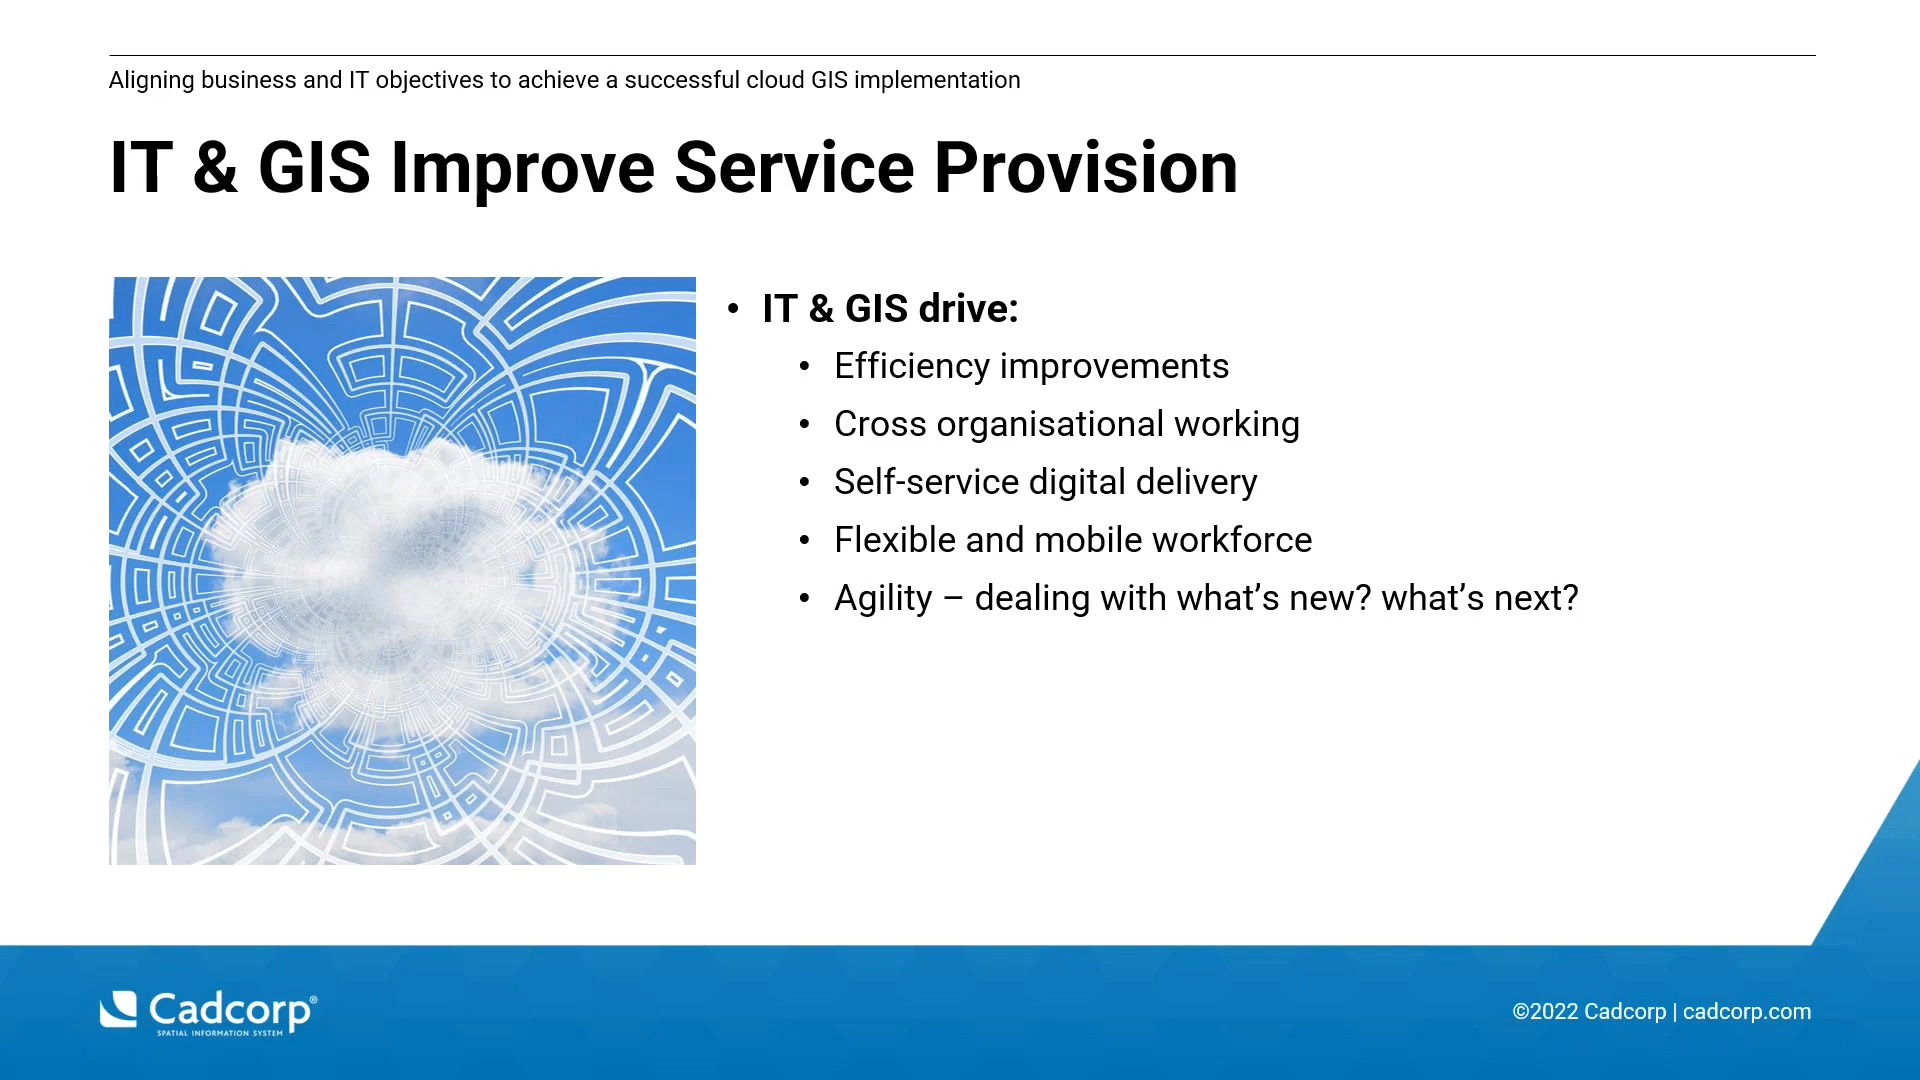 Aligning business and IT objectives to achieve a successful cloud GIS implementation
IT & GIS Improve Service Provision
• IT & GIS drive:
• Efficiency improvements
• Cross organisational working
• Self-service digital delivery
• Flexible and mobile workforce
• Agility – dealing with what’s new? what’s next?
Cadcorp®
SPATIAL INFORMATION SYSTEM
©2022 Cadcorp | cadcorp.com